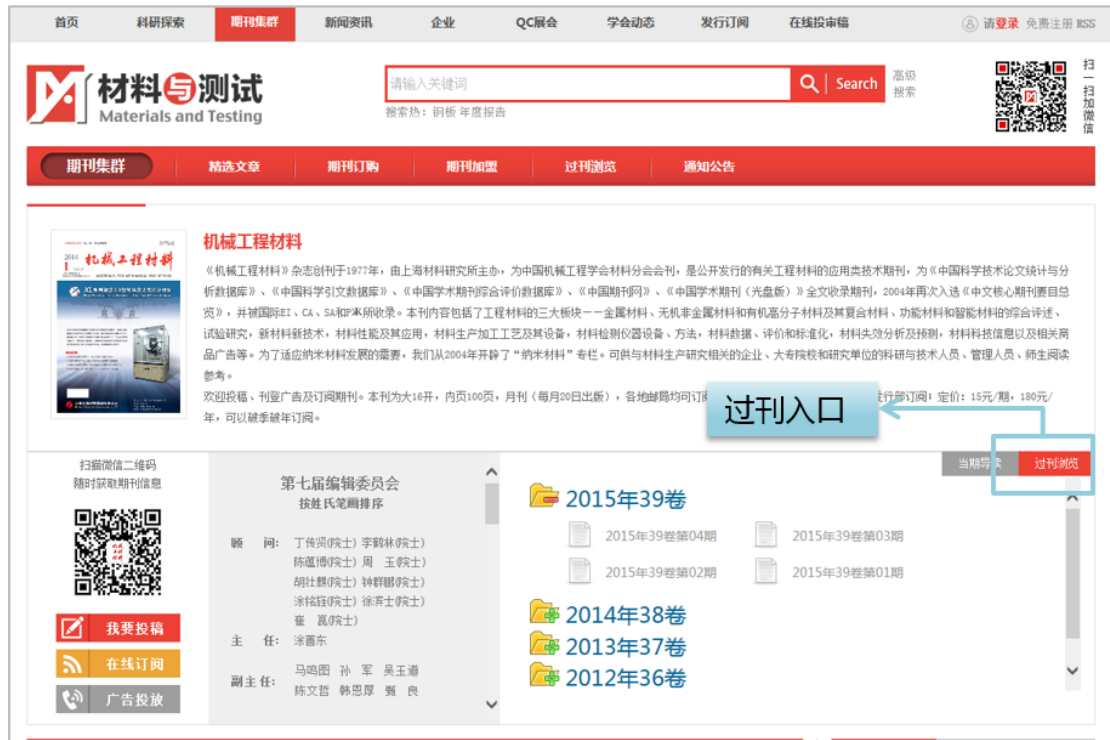 首页 科研探索 期刊集群 新闻资讯 企业 QC展会 学会动态 发行订阅 在线投审稿 请登录 免费注册 RSS
材料与测试
Materials and Testing
请输入关键词
Search
高级搜索
搜索热：钢板 年度报告
扫一扫加微信
期刊集群 精选文章 期刊订购 期刊加盟 过刊浏览 通知公告
2014
1
机械工程材料
机械工程材料
《机械工程材料》杂志创刊于1977年，由上海材料研究所主办，为中国机械工程学会材料分会会刊，是公开发行的有关工程材料的应用类技术期刊，为《中国科学技术论文统计与分
析数据库》、《中国科学引文数据库》、《中国学术期刊综合评价数据库》、《中国期刊网》、《中国学术期刊（光盘版）》全文收录期刊，2004年再次入选《中文核心期刊要目总
览》，并被国际EI、CA、SA和РЖ所收录。本刊内容包括了工程材料的三大板块－－金属材料、无机非金属材料和有机高分子材料及其复合材料、功能材料和智能材料的综合评述、
试验研究，新材料新技术，材料性能及其应用，材料生产加工工艺及其设备，材料检测仪器设备、方法，材料数据、评价和标准化，材料失效分析及预测，材料科技信息以及相关商
品广告等。为了适应纳米材料发展的需要，我们从2004年开辟了“纳米材料”专栏。可供与材料生产研究相关的企业、大专院校和研究单位的科研与技术人员、管理人员、师生阅读
参考。
欢迎投稿、刊登广告及订阅期刊。本刊为大16开，内页100页，月刊（每月20日出版），各地邮局均可订 发行部订阅；定价：15元/期，180元/
年，可以破季破年订阅。
过刊入口
当期导读 过刊浏览
扫描微信二维码
随时获取期刊信息
我要投稿
在线订阅
广告投放
第七届编辑委员会
按姓氏笔画排序
顾 问: 丁传贤(院士) 李鹤林(院士)
陈蕴博(院士) 周 玉(院士)
胡壮麒(院士) 钟群鹏(院士)
涂铭旌(院士) 徐滨士(院士)
崔 崑(院士)
主 任: 涂善东
副主任: 马鸣图 孙 军 吴玉道
陈文哲 韩恩厚 甄 良
2015年39卷
2015年39卷第04期 2015年39卷第03期
2015年39卷第02期 2015年39卷第01期
2014年38卷
2013年37卷
2012年36卷